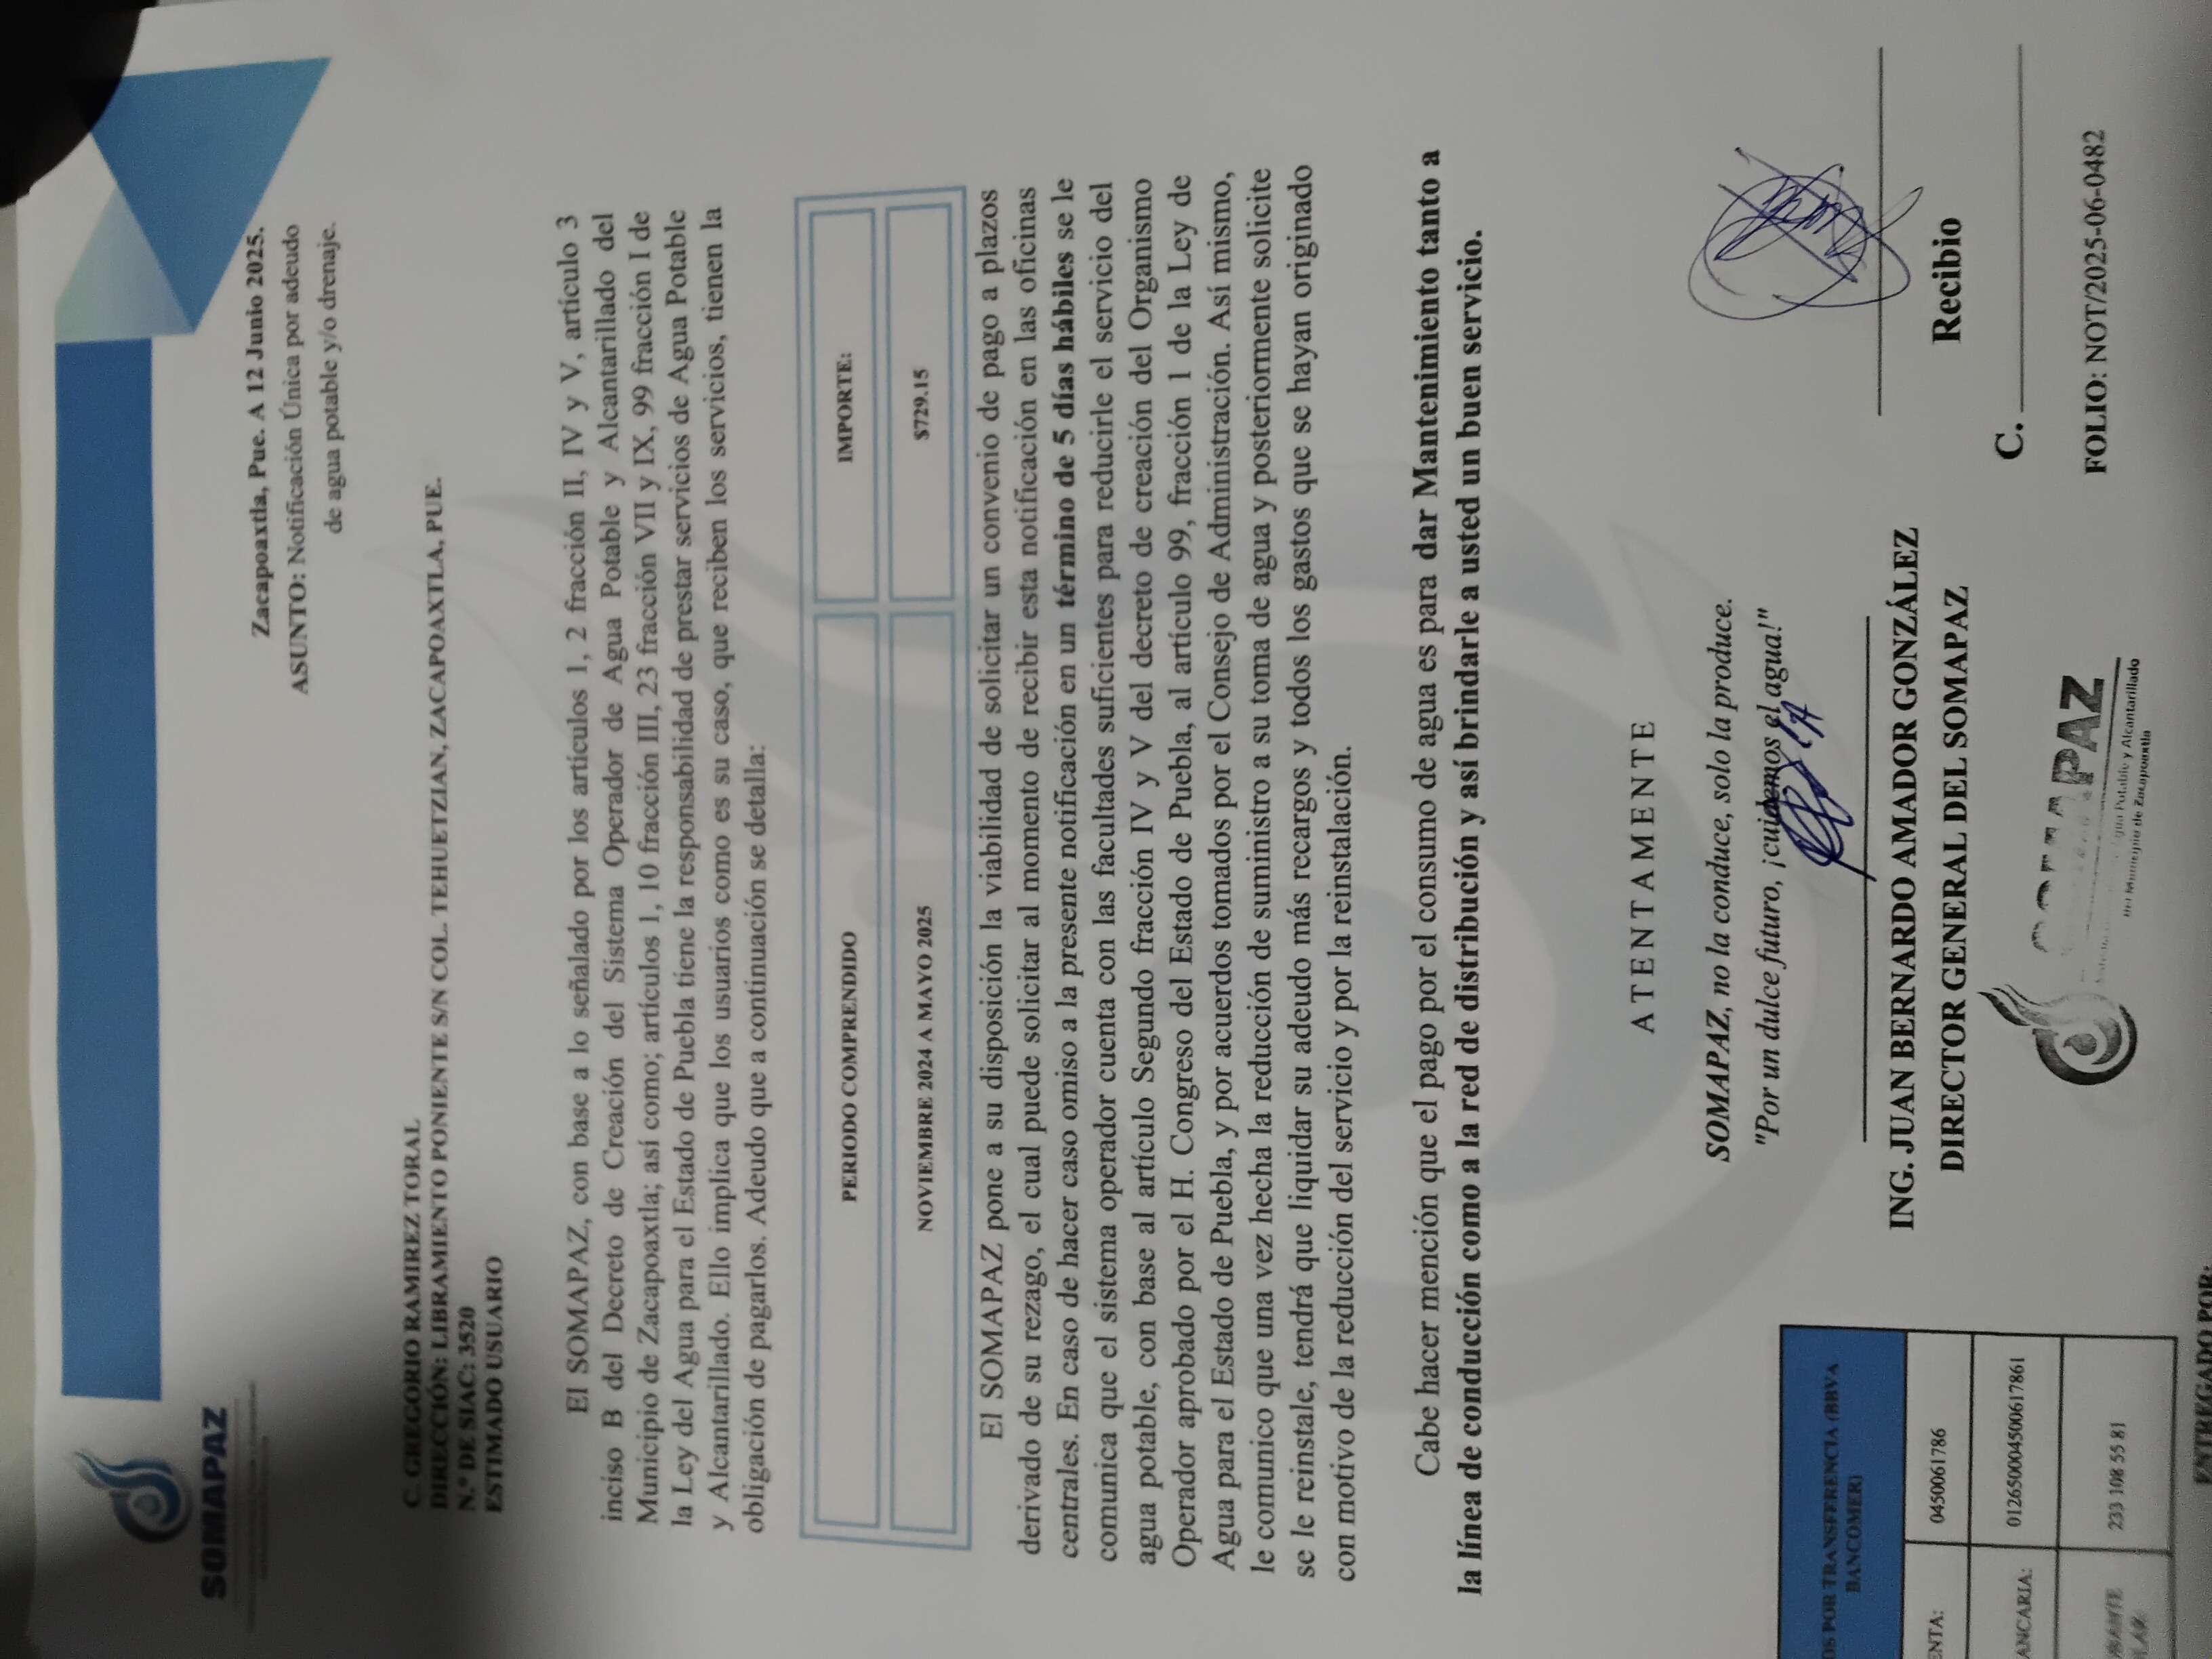 SOMAPAZ
Zacapoaxtla, Pue. A 12 Junio 2025.
ASUNTO: Notificación Única por adeudo
de agua potable y/o drenaje.
C. GREGORIO RAMIREZ TORAL
DIRECCIÓN: LIBRAMIENTO PONIENTE S/N COL. TEHUETZIAN, ZACAPOAXTLA, PUE.
N.º DE SIAC: 3520
ESTIMADO USUARIO
El SOMAPAZ, con base a lo señalado por los artículos 1, 2 fracción II, IV y V, artículo 3
inciso B del Decreto de Creación del Sistema Operador de Agua Potable y Alcantarillado del
Municipio de Zacapoaxtla; así como; artículos 1, 10 fracción III, 23 fracción VII y IX, 99 fracción I de
la Ley del Agua para el Estado de Puebla tiene la responsabilidad de prestar servicios de Agua Potable
y Alcantarillado. Ello implica que los usuarios como es su caso, que reciben los servicios, tienen la
obligación de pagarlos. Adeudo que a continuación se detalla:
PERIODO COMPRENDIDO IMPORTE:
NOVIEMBRE 2024 A MAYO 2025 $729.15
El SOMAPAZ pone a su disposición la viabilidad de solicitar un convenio de pago a plazos
derivado de su rezago, el cual puede solicitar al momento de recibir esta notificación en las oficinas
centrales. En caso de hacer caso omiso a la presente notificación en un término de 5 días hábiles se le
comunica que el sistema operador cuenta con las facultades suficientes para reducirle el servicio del
agua potable, con base al artículo Segundo fracción IV y V del decreto de creación del Organismo
Operador aprobado por el H. Congreso del Estado de Puebla, al artículo 99, fracción 1 de la Ley de
Agua para el Estado de Puebla, y por acuerdos tomados por el Consejo de Administración. Así mismo,
le comunico que una vez hecha la reducción de suministro a su toma de agua y posteriormente solicite
se le reinstale, tendrá que liquidar su adeudo más recargos y todos los gastos que se hayan originado
con motivo de la reducción del servicio y por la reinstalación.
Cabe hacer mención que el pago por el consumo de agua es para dar Mantenimiento tanto a
la línea de conducción como a la red de distribución y así brindarle a usted un buen servicio.
ATENTAMENTE
SOMAPAZ, no la conduce, solo la produce.
"Por un dulce futuro, ¡cuidemos el agua!"
ING. JUAN BERNARDO AMADOR GONZÁLEZ
DIRECTOR GENERAL DEL SOMAPAZ
SOMAPAZ
Agua Potable y Alcantarillado
del Municipio de Zacapoaxtla
Recibio
C.
FOLIO: NOT/2025-06-0482
OS POR TRANSFERENCIA (BBVA
BANCOMER)
ENTA: 0450061786
ANCARIA: 012650004500617861
233 108 55 81
ENTREGADO POR: